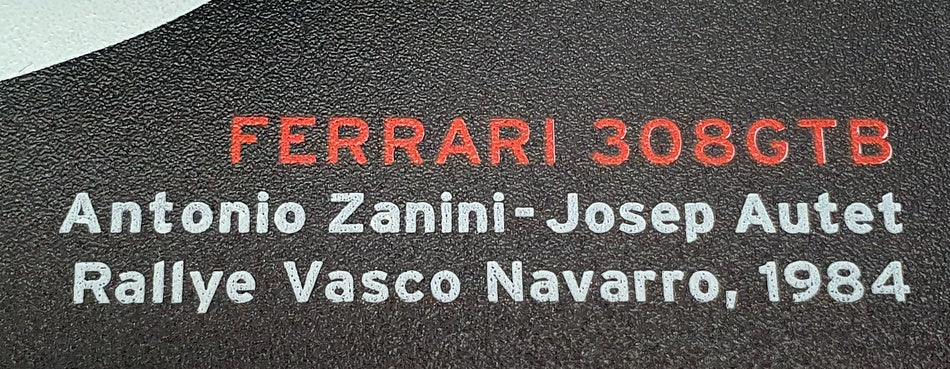 FERRARI 308GTB
Antonio Zanini-Josep Autet
Rallye Vasco Navarro, 1984